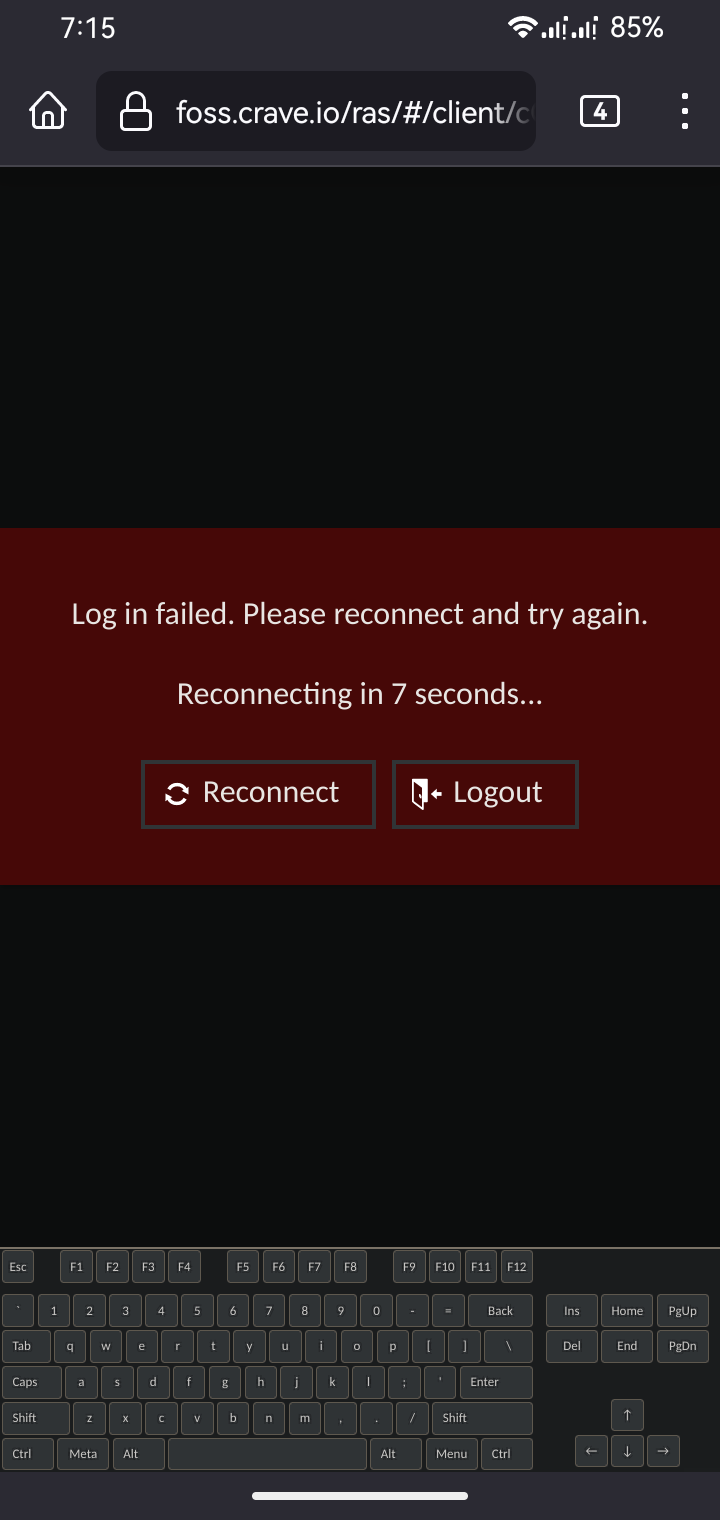 7:15 85%
foss.crave.io/ras/#/client/c 4
Log in failed. Please reconnect and try again.
Reconnecting in 7 seconds...
Reconnect Logout
Esc F1 F2 F3 F4 F5 F6 F7 F8 F9 F10 F11 F12
` 1 2 3 4 5 6 7 8 9 0 - = Back Ins Home PgUp
Tab q w e r t y u i o p [ ] \ Del End PgDn
Caps a s d f g h j k l ; ' Enter
Shift z x c v b n m , . / Shift ↑
Ctrl Meta Alt Alt Menu Ctrl ← ↓ →